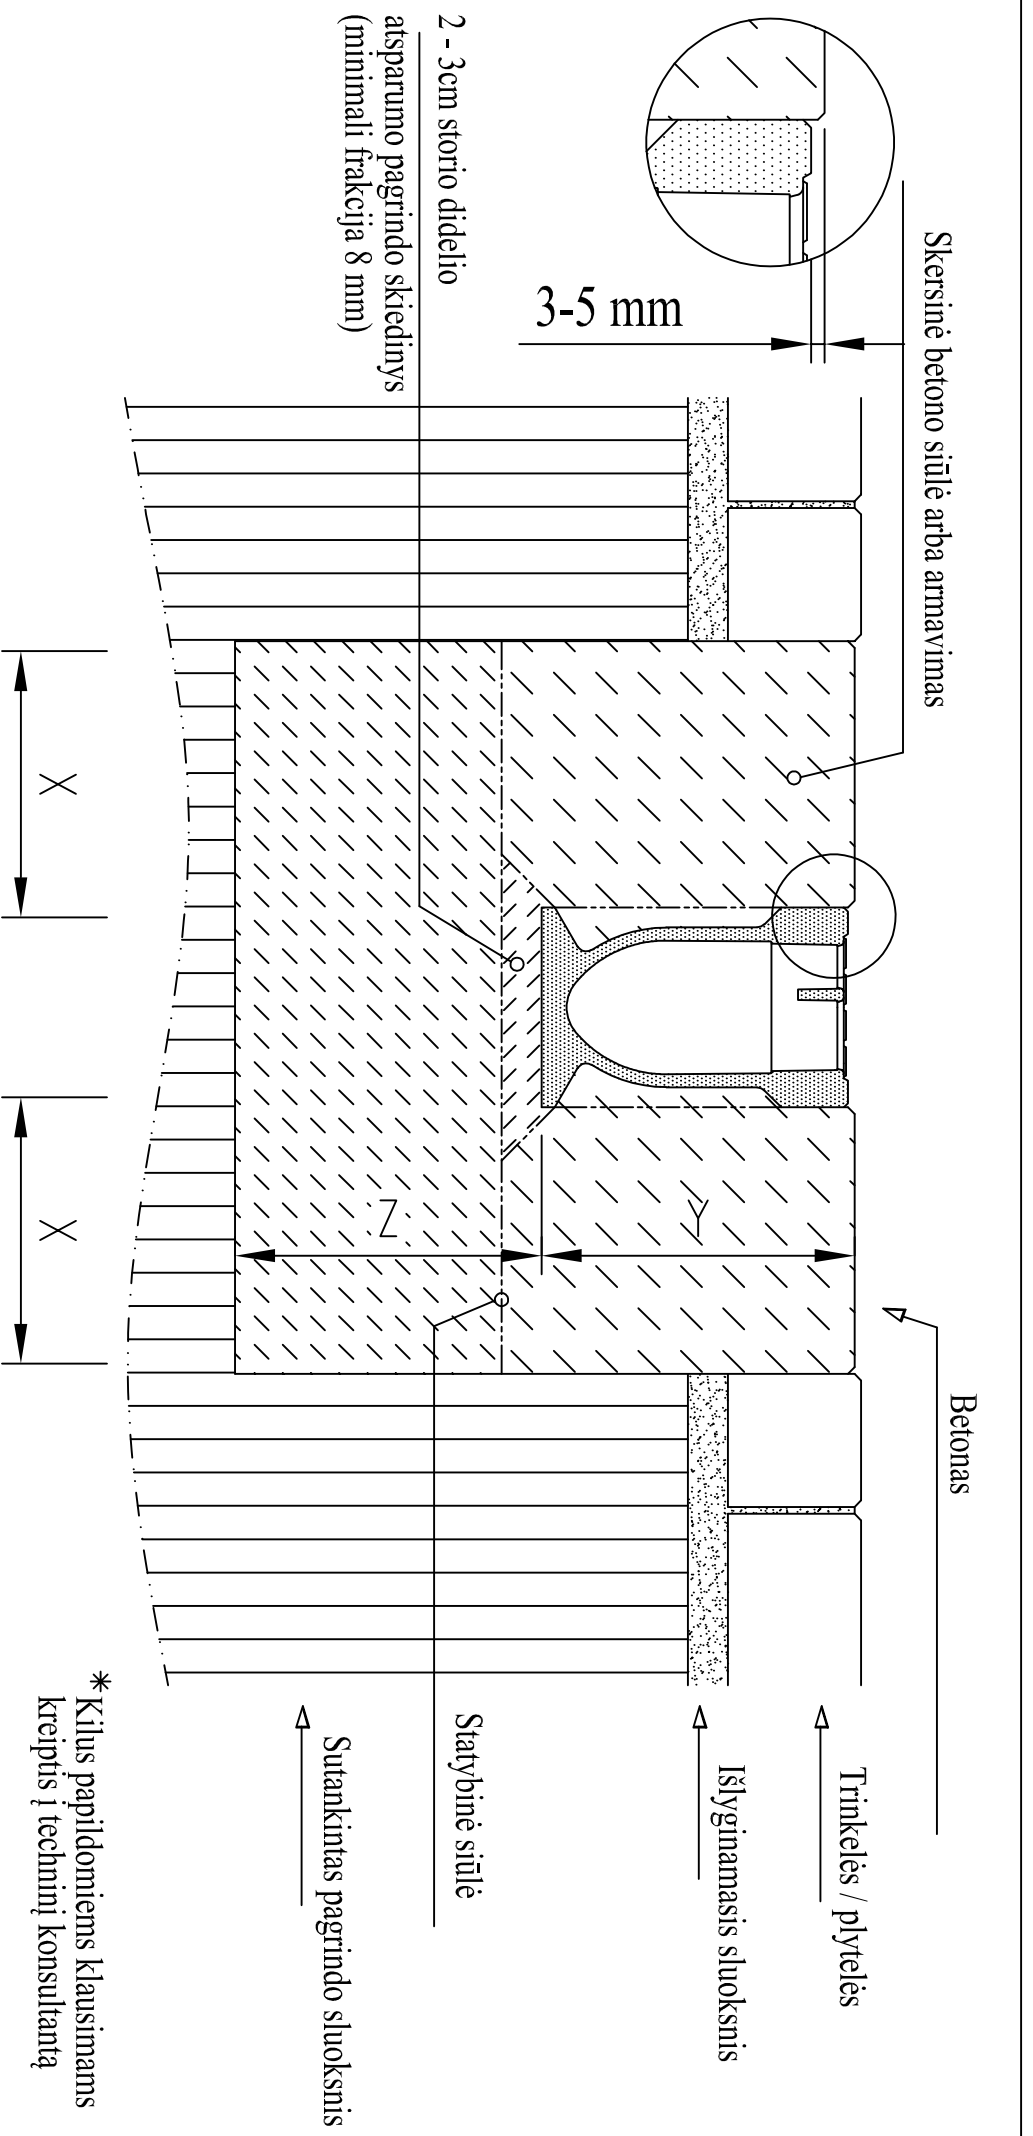 Skersinė betono siūlė arba armavimas
Betonas
Trinkelės / plytelės
Išlyginamasis sluoksnis
3-5 mm
2 - 3cm storio didelio
atsparumo pagrindo skiedinys
(minimali frakcija 8 mm)
Y
Z
Statybinė siūlė
Sutankintas pagrindo sluoksnis
X
X
*Kilus papildomiems klausimams
kreiptis į techninį konsultantą